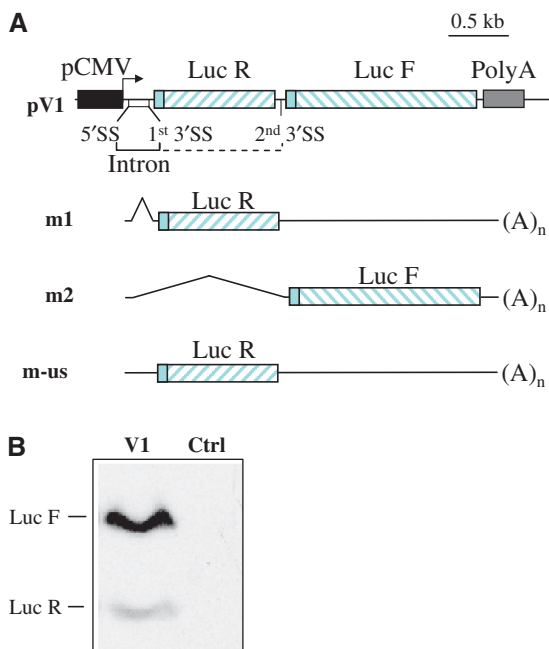 A
0.5 kb
pCMV
Luc R
Luc F
PolyA
pV1
5′SS
1st 3′SS
2nd 3′SS
Intron
Luc R
m1
(A)n
Luc F
m2
(A)n
Luc R
m-us
(A)n
B
V1 Ctrl
Luc F
Luc R